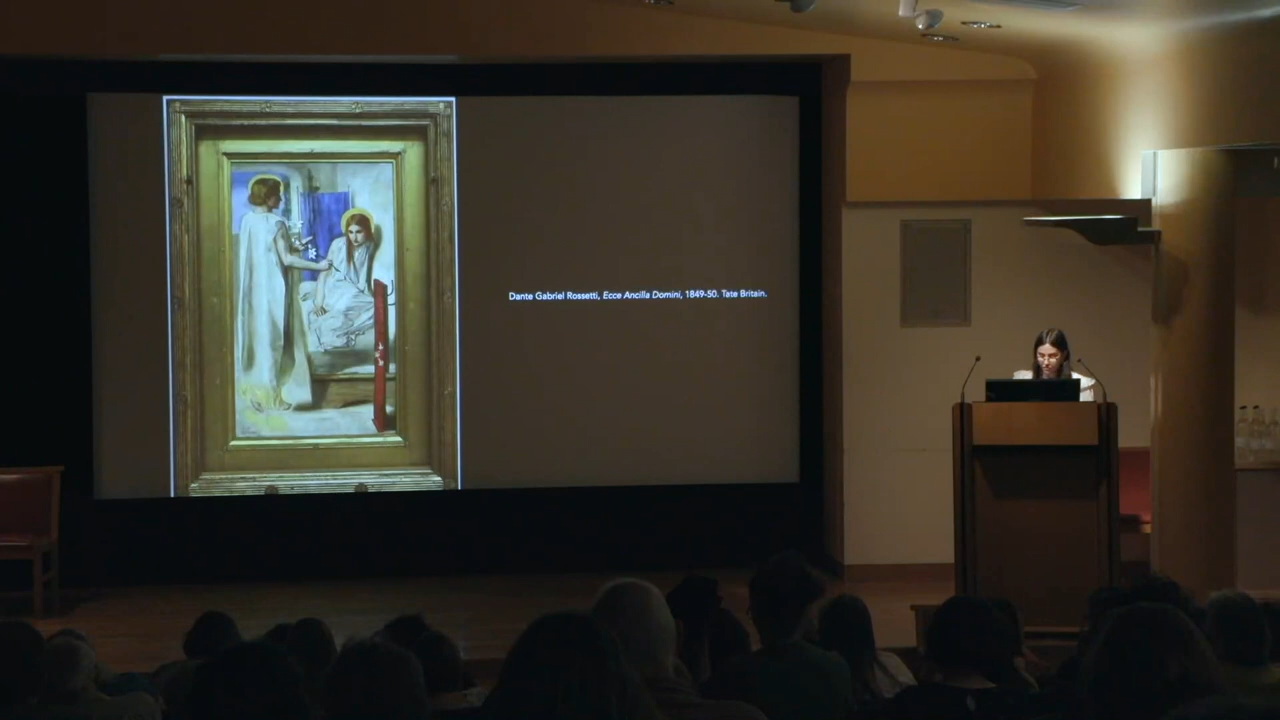 Dante Gabriel Rossetti, Ecce Ancilla Domini, 1849-50. Tate Britain.